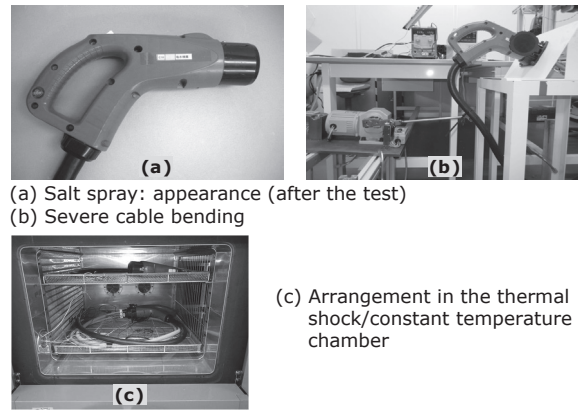 (a)
(b)
(a) Salt spray: appearance (after the test)
(b) Severe cable bending
(c)
(c) Arrangement in the thermal
shock/constant temperature
chamber